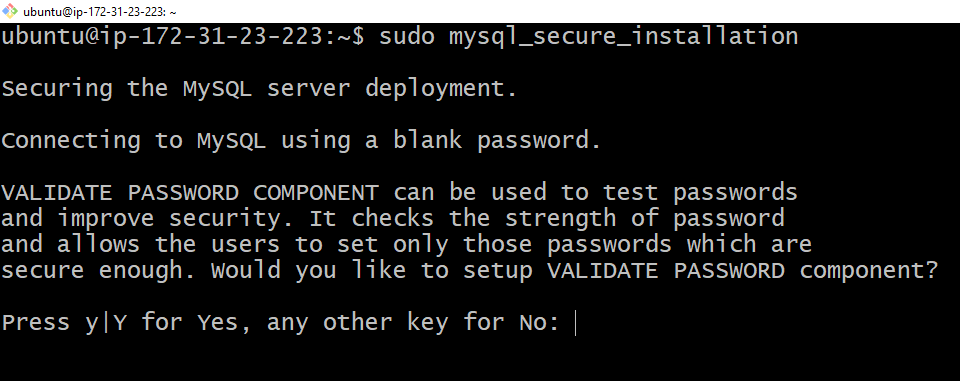 ubuntu@ip-172-31-23-223: ~
ubuntu@ip-172-31-23-223:~$ sudo mysql_secure_installation
Securing the MySQL server deployment.
Connecting to MySQL using a blank password.
VALIDATE PASSWORD COMPONENT can be used to test passwords
and improve security. It checks the strength of password
and allows the users to set only those passwords which are
secure enough. Would you like to setup VALIDATE PASSWORD component?
Press y|Y for Yes, any other key for No: